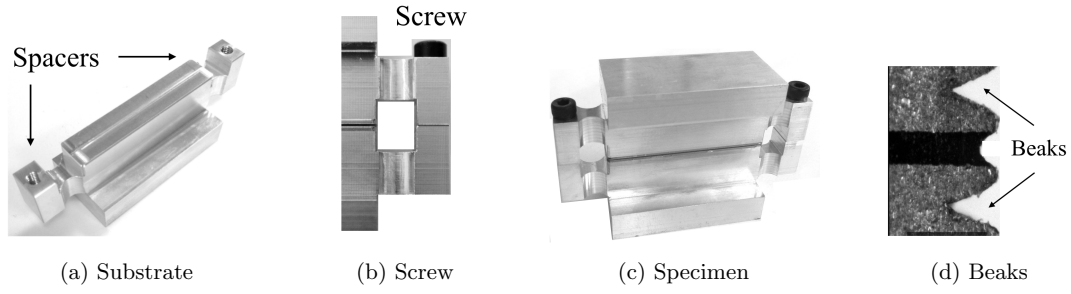 Spacers
Screw
Beaks
(a) Substrate
(b) Screw
(c) Specimen
(d) Beaks